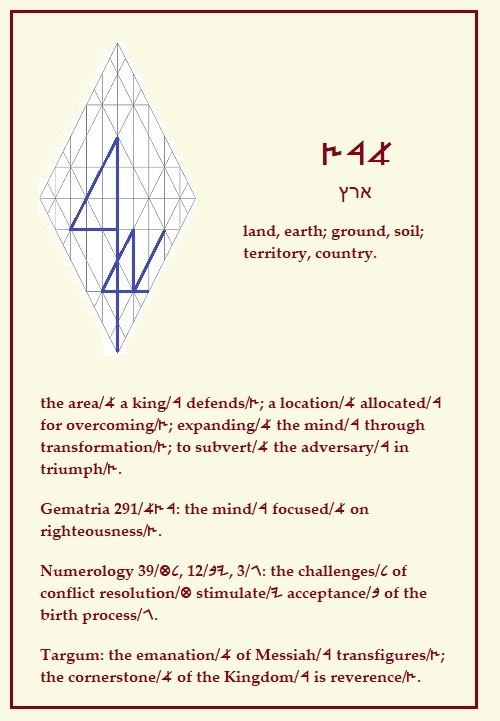 𐤀𐤓𐤑
ארץ
land, earth; ground, soil;
territory, country.
the area/𐤀 a king/𐤓 defends/𐤑; a location/𐤀 allocated/𐤓
for overcoming/𐤑; expanding/𐤀 the mind/𐤓 through
transformation/𐤑; to subvert/𐤀 the adversary/𐤓 in
triumph/𐤑.
Gematria 291/𐤓𐤑𐤀: the mind/𐤓 focused/𐤀 on
righteousness/𐤑.
Numerology 39/𐤋𐤈, 12/𐤉𐤁, 3/𐤂: the challenges/𐤋 of
conflict resolution/𐤈 stimulate/𐤉 acceptance/𐤁 of the
birth process/𐤂.
Targum: the emanation/𐤀 of Messiah/𐤓 transfigures/𐤑;
the cornerstone/𐤀 of the Kingdom/𐤓 is reverence/𐤑.